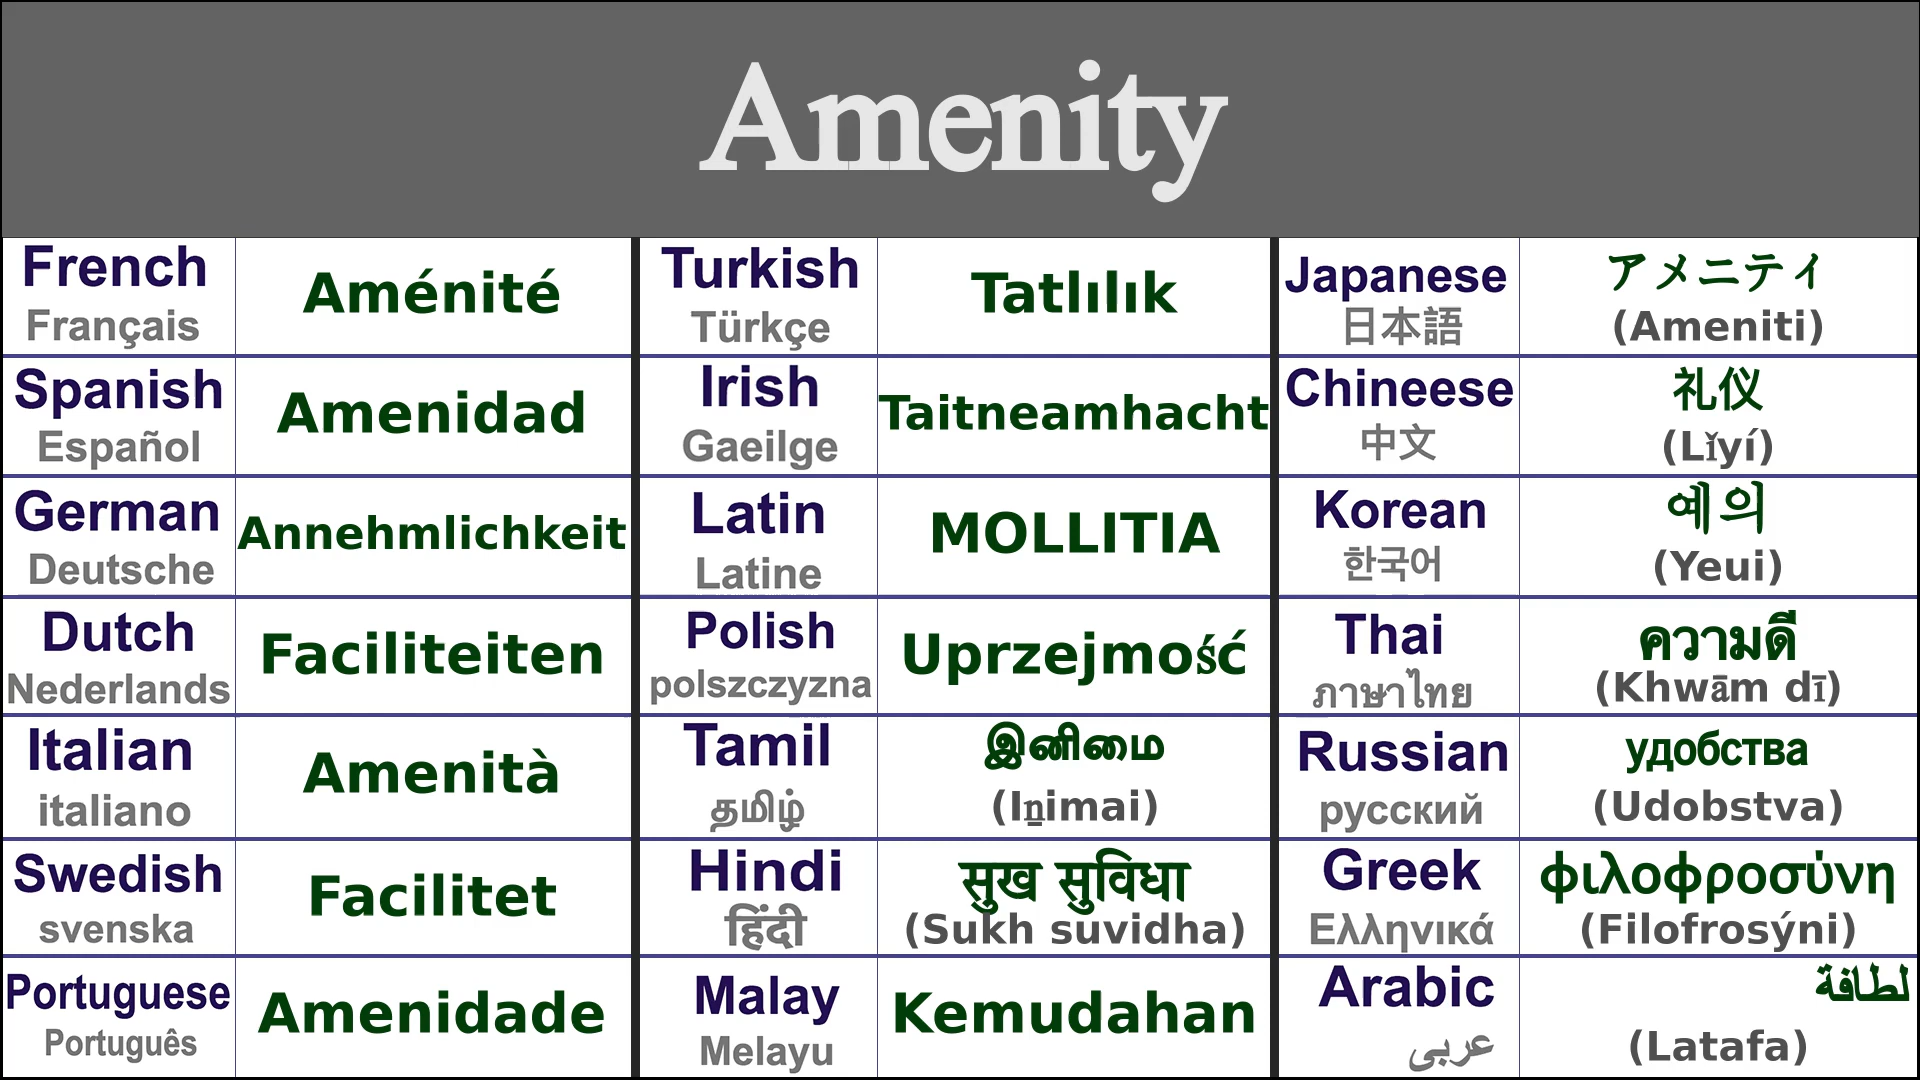 Amenity
French
Français
Aménité
Turkish
Türkçe
Tatlılık
Japanese
日本語
アメニティ
(Ameniti)
Spanish
Español
Amenidad
Irish
Gaeilge
Taitneamhacht
Chineese
中文
礼仪
(Lǐyí)
German
Deutsche
Annehmlichkeit
Latin
Latine
MOLLITIA
Korean
한국어
예의
(Yeui)
Dutch
Nederlands
Faciliteiten
Polish
polszczyzna
Uprzejmość
Thai
ภาษาไทย
ความดี
(Khwām dī)
Italian
italiano
Amenità
Tamil
தமிழ்
இனிமை
(Iṉimai)
Russian
русский
удобства
(Udobstva)
Swedish
svenska
Facilitet
Hindi
हिंदी
सुख सुविधा
(Sukh suvidha)
Greek
Ελληνικά
φιλοφροσύνη
(Filofrosýni)
Portuguese
Português
Amenidade
Malay
Melayu
Kemudahan
Arabic
عربى
لطافة
(Latafa)